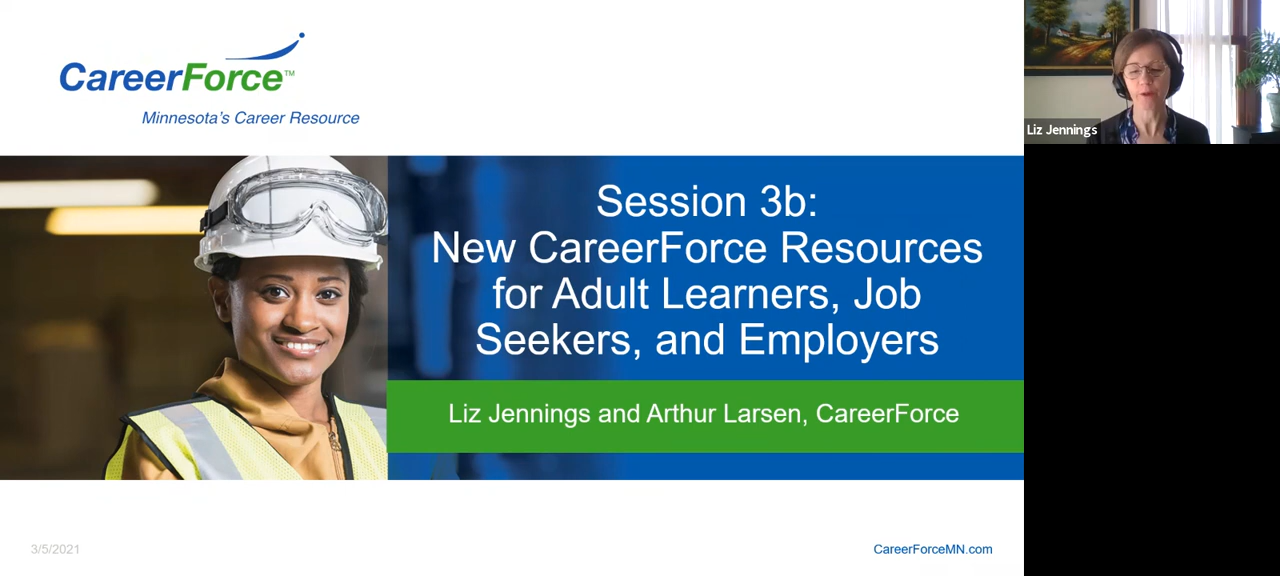 CareerForce™
Minnesota's Career Resource
Liz Jennings
Session 3b:
New CareerForce Resources
for Adult Learners, Job
Seekers, and Employers
Liz Jennings and Arthur Larsen, CareerForce
3/5/2021
CareerForceMN.com